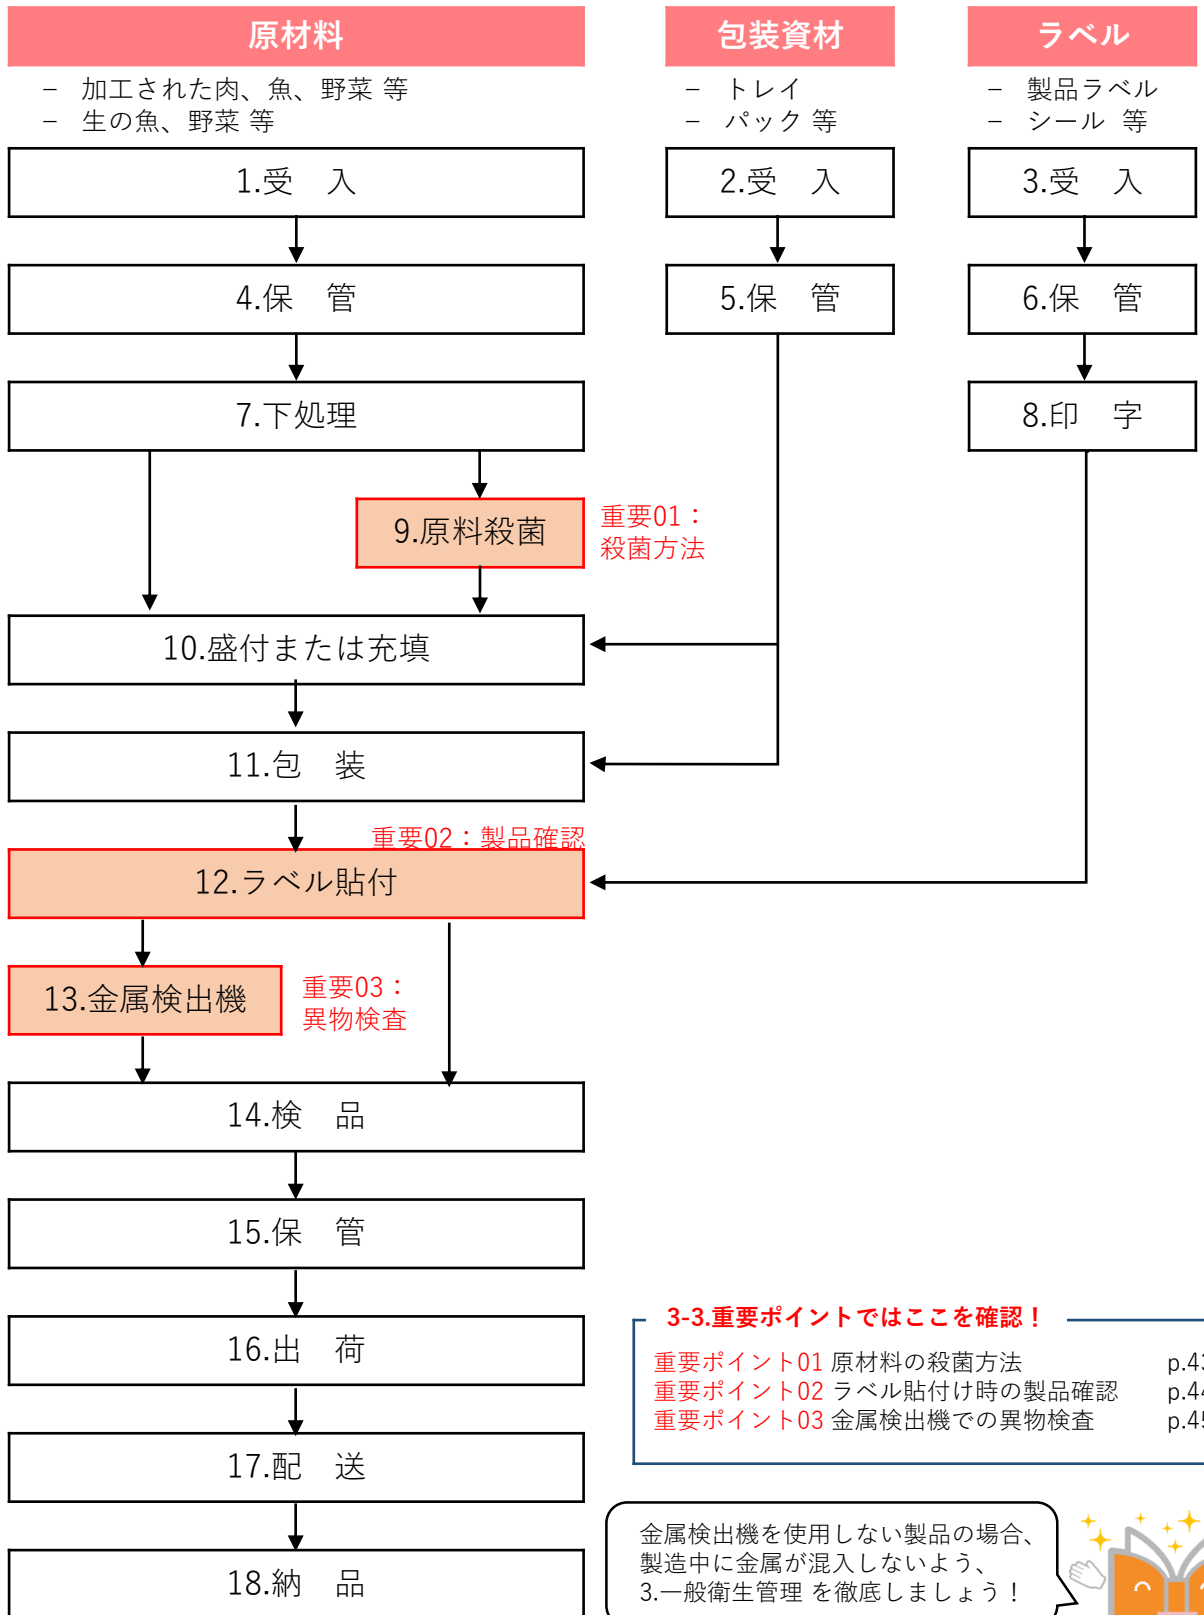 原材料
包装資材
ラベル
– 加工された肉、魚、野菜 等
– 生の魚、野菜 等
– トレイ
– パック 等
– 製品ラベル
– シール 等
1.受　入
2.受　入
3.受　入
4.保　管
5.保　管
6.保　管
7.下処理
8.印　字
9.原料殺菌
重要01：
殺菌方法
10.盛付または充填
11.包　装
重要02：製品確認
12.ラベル貼付
13.金属検出機
重要03：
異物検査
14.検　品
15.保　管
16.出　荷
17.配　送
18.納　品
3-3.重要ポイントではここを確認！
重要ポイント01 原材料の殺菌方法 p.43
重要ポイント02 ラベル貼付け時の製品確認 p.44
重要ポイント03 金属検出機での異物検査 p.45
金属検出機を使用しない製品の場合、
製造中に金属が混入しないよう、
3.一般衛生管理 を徹底しましょう！